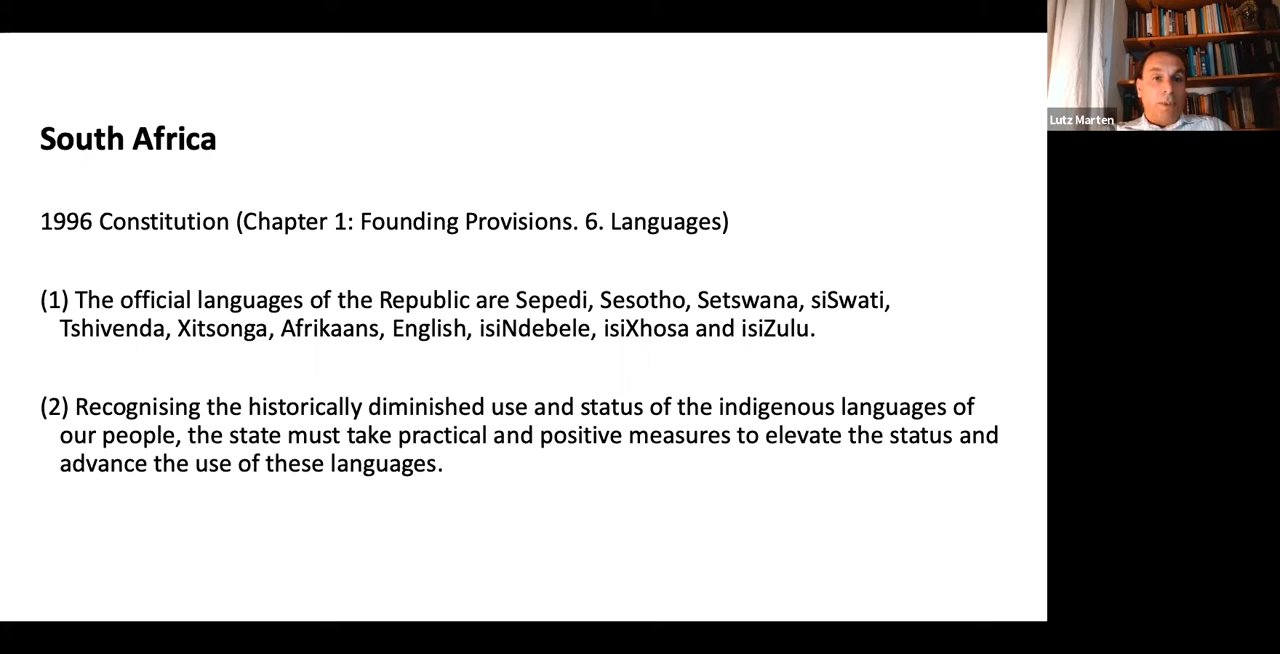 South Africa
1996 Constitution (Chapter 1: Founding Provisions. 6. Languages)
(1) The official languages of the Republic are Sepedi, Sesotho, Setswana, siSwati,
Tshivenda, Xitsonga, Afrikaans, English, isiNdebele, isiXhosa and isiZulu.
(2) Recognising the historically diminished use and status of the indigenous languages of
our people, the state must take practical and positive measures to elevate the status and
advance the use of these languages.
Lutz Marten